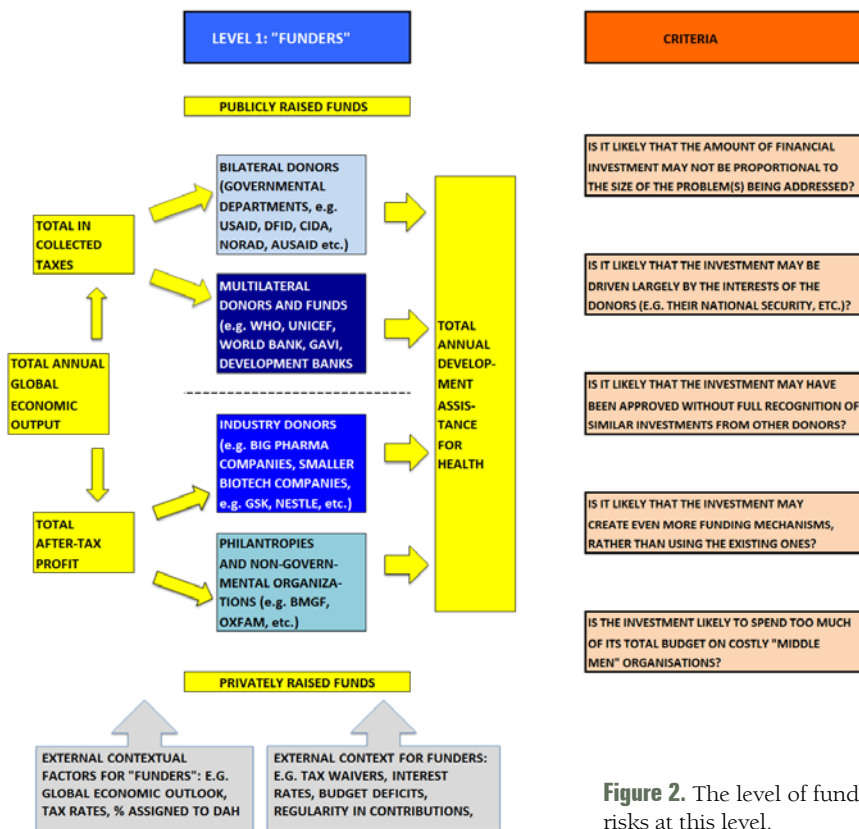 LEVEL 1: "FUNDERS"
PUBLICLY RAISED FUNDS
BILATERAL DONORS
(GOVERNMENTAL
DEPARTMENTS, e.g.
USAID, DFID, CIDA,
NORAD, AUSAID etc.)
TOTAL IN
COLLECTED
TAXES
MULTILATERAL
DONORS AND FUNDS
(e.g. WHO, UNICEF,
WORLD BANK, GAVI,
DEVELOPMENT BANKS
TOTAL ANNUAL
GLOBAL
ECONOMIC
OUTPUT
TOTAL
ANNUAL
DEVELOP-
MENT
ASSIS-
TANCE
FOR
HEALTH
INDUSTRY DONORS
(e.g. BIG PHARMA
COMPANIES, SMALLER
BIOTECH COMPANIES,
e.g. GSK, NESTLE, etc.)
TOTAL
AFTER-TAX
PROFIT
PHILANTROPIES
AND NON-GOVERN-
MENTAL ORGANIZA-
TIONS (e.g. BMGF,
OXFAM, etc.)
PRIVATELY RAISED FUNDS
EXTERNAL CONTEXTUAL
FACTORS FOR "FUNDERS": E.G.
GLOBAL ECONOMIC OUTLOOK,
TAX RATES, % ASSIGNED TO DAH
EXTERNAL CONTEXT FOR FUNDERS:
E.G. TAX WAIVERS, INTEREST
RATES, BUDGET DEFICITS,
REGULARITY IN CONTRIBUTIONS,
CRITERIA
IS IT LIKELY THAT THE AMOUNT OF FINANCIAL
INVESTMENT MAY NOT BE PROPORTIONAL TO
THE SIZE OF THE PROBLEM(S) BEING ADDRESSED?
IS IT LIKELY THAT THE INVESTMENT MAY BE
DRIVEN LARGELY BY THE INTERESTS OF THE
DONORS (E.G. THEIR NATIONAL SECURITY, ETC.)?
IS IT LIKELY THAT THE INVESTMENT MAY HAVE
BEEN APPROVED WITHOUT FULL RECOGNITION OF
SIMILAR INVESTMENTS FROM OTHER DONORS?
IS IT LIKELY THAT THE INVESTMENT MAY
CREATE EVEN MORE FUNDING MECHANISMS,
RATHER THAN USING THE EXISTING ONES?
IS THE INVESTMENT LIKELY TO SPEND TOO MUCH
OF ITS TOTAL BUDGET ON COSTLY "MIDDLE
MEN" ORGANISATIONS?
Figure 2. The level of fund
risks at this level.